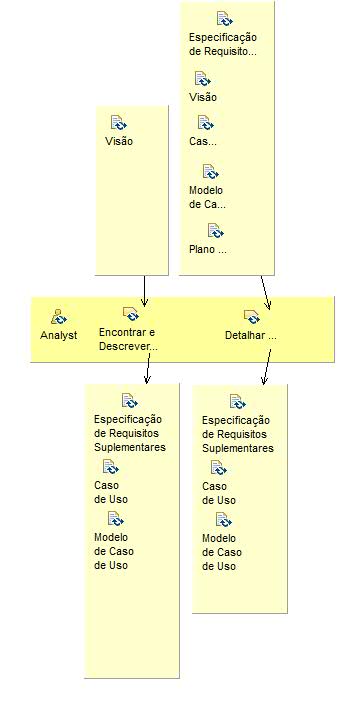 Especificação
de Requisito...
Visão
Cas...
Modelo
de Ca...
Plano ...
Visão
Analyst
Encontrar e
Descrever...
Detalhar ...
Especificação
de Requisitos
Suplementares
Caso
de Uso
Modelo
de Caso
de Uso
Especificação
de Requisitos
Suplementares
Caso
de Uso
Modelo
de Caso
de Uso